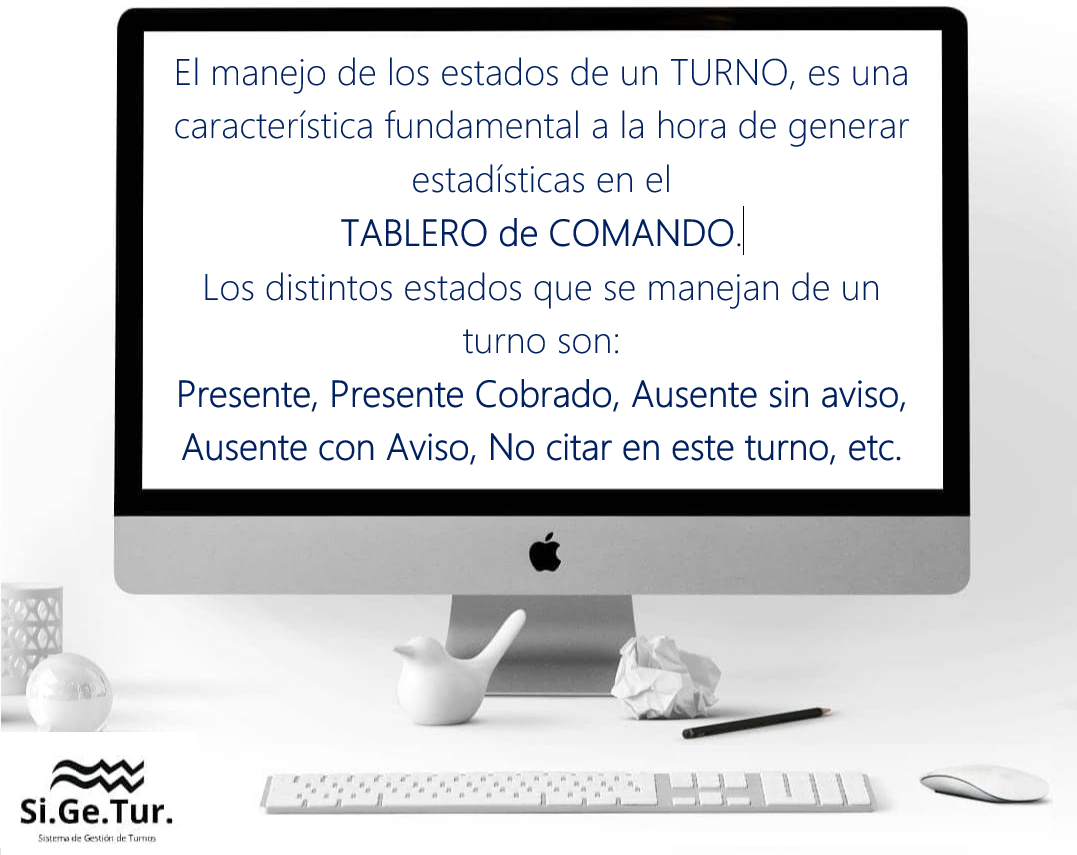 El manejo de los estados de un TURNO, es una
característica fundamental a la hora de generar
estadísticas en el
TABLERO de COMANDO.
Los distintos estados que se manejan de un
turno son:
Presente, Presente Cobrado, Ausente sin aviso,
Ausente con Aviso, No citar en este turno, etc.
Si.Ge.Tur.
Sistema de Gestión de Turnos